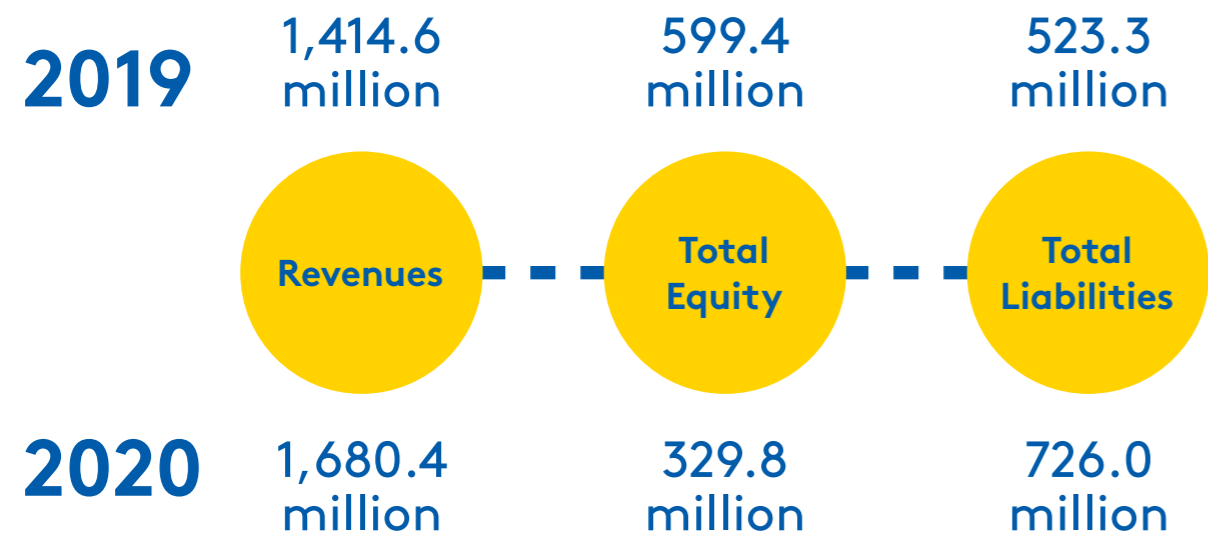 2019
1,414.6
million
599.4
million
523.3
million
Revenues
Total
Equity
Total
Liabilities
2020
1,680.4
million
329.8
million
726.0
million